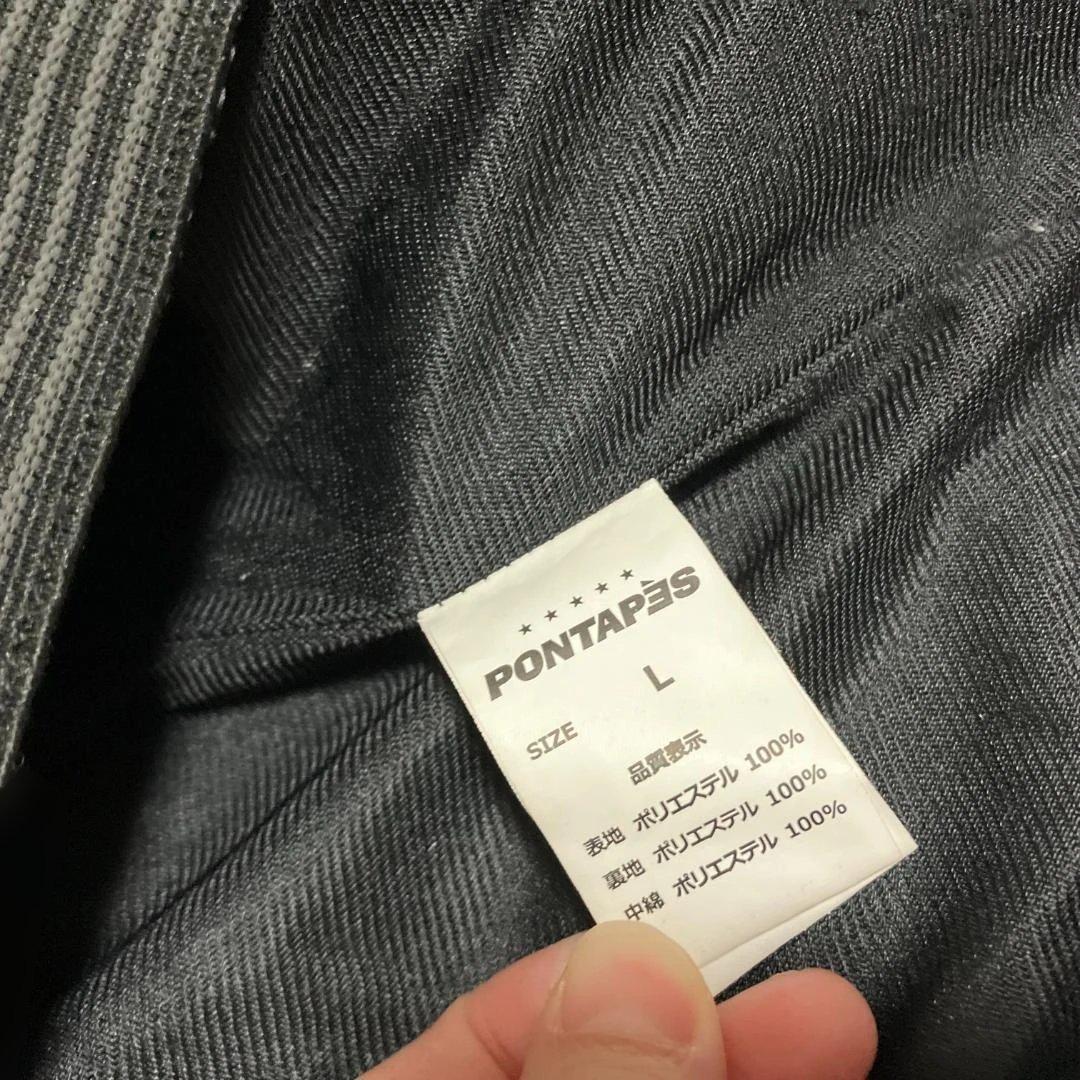 ★★★★★
PONTAPÈS
SIZE L
品質表示
表地 ポリエステル 100%
裏地 ポリエステル 100%
中綿 ポリエステル 100%